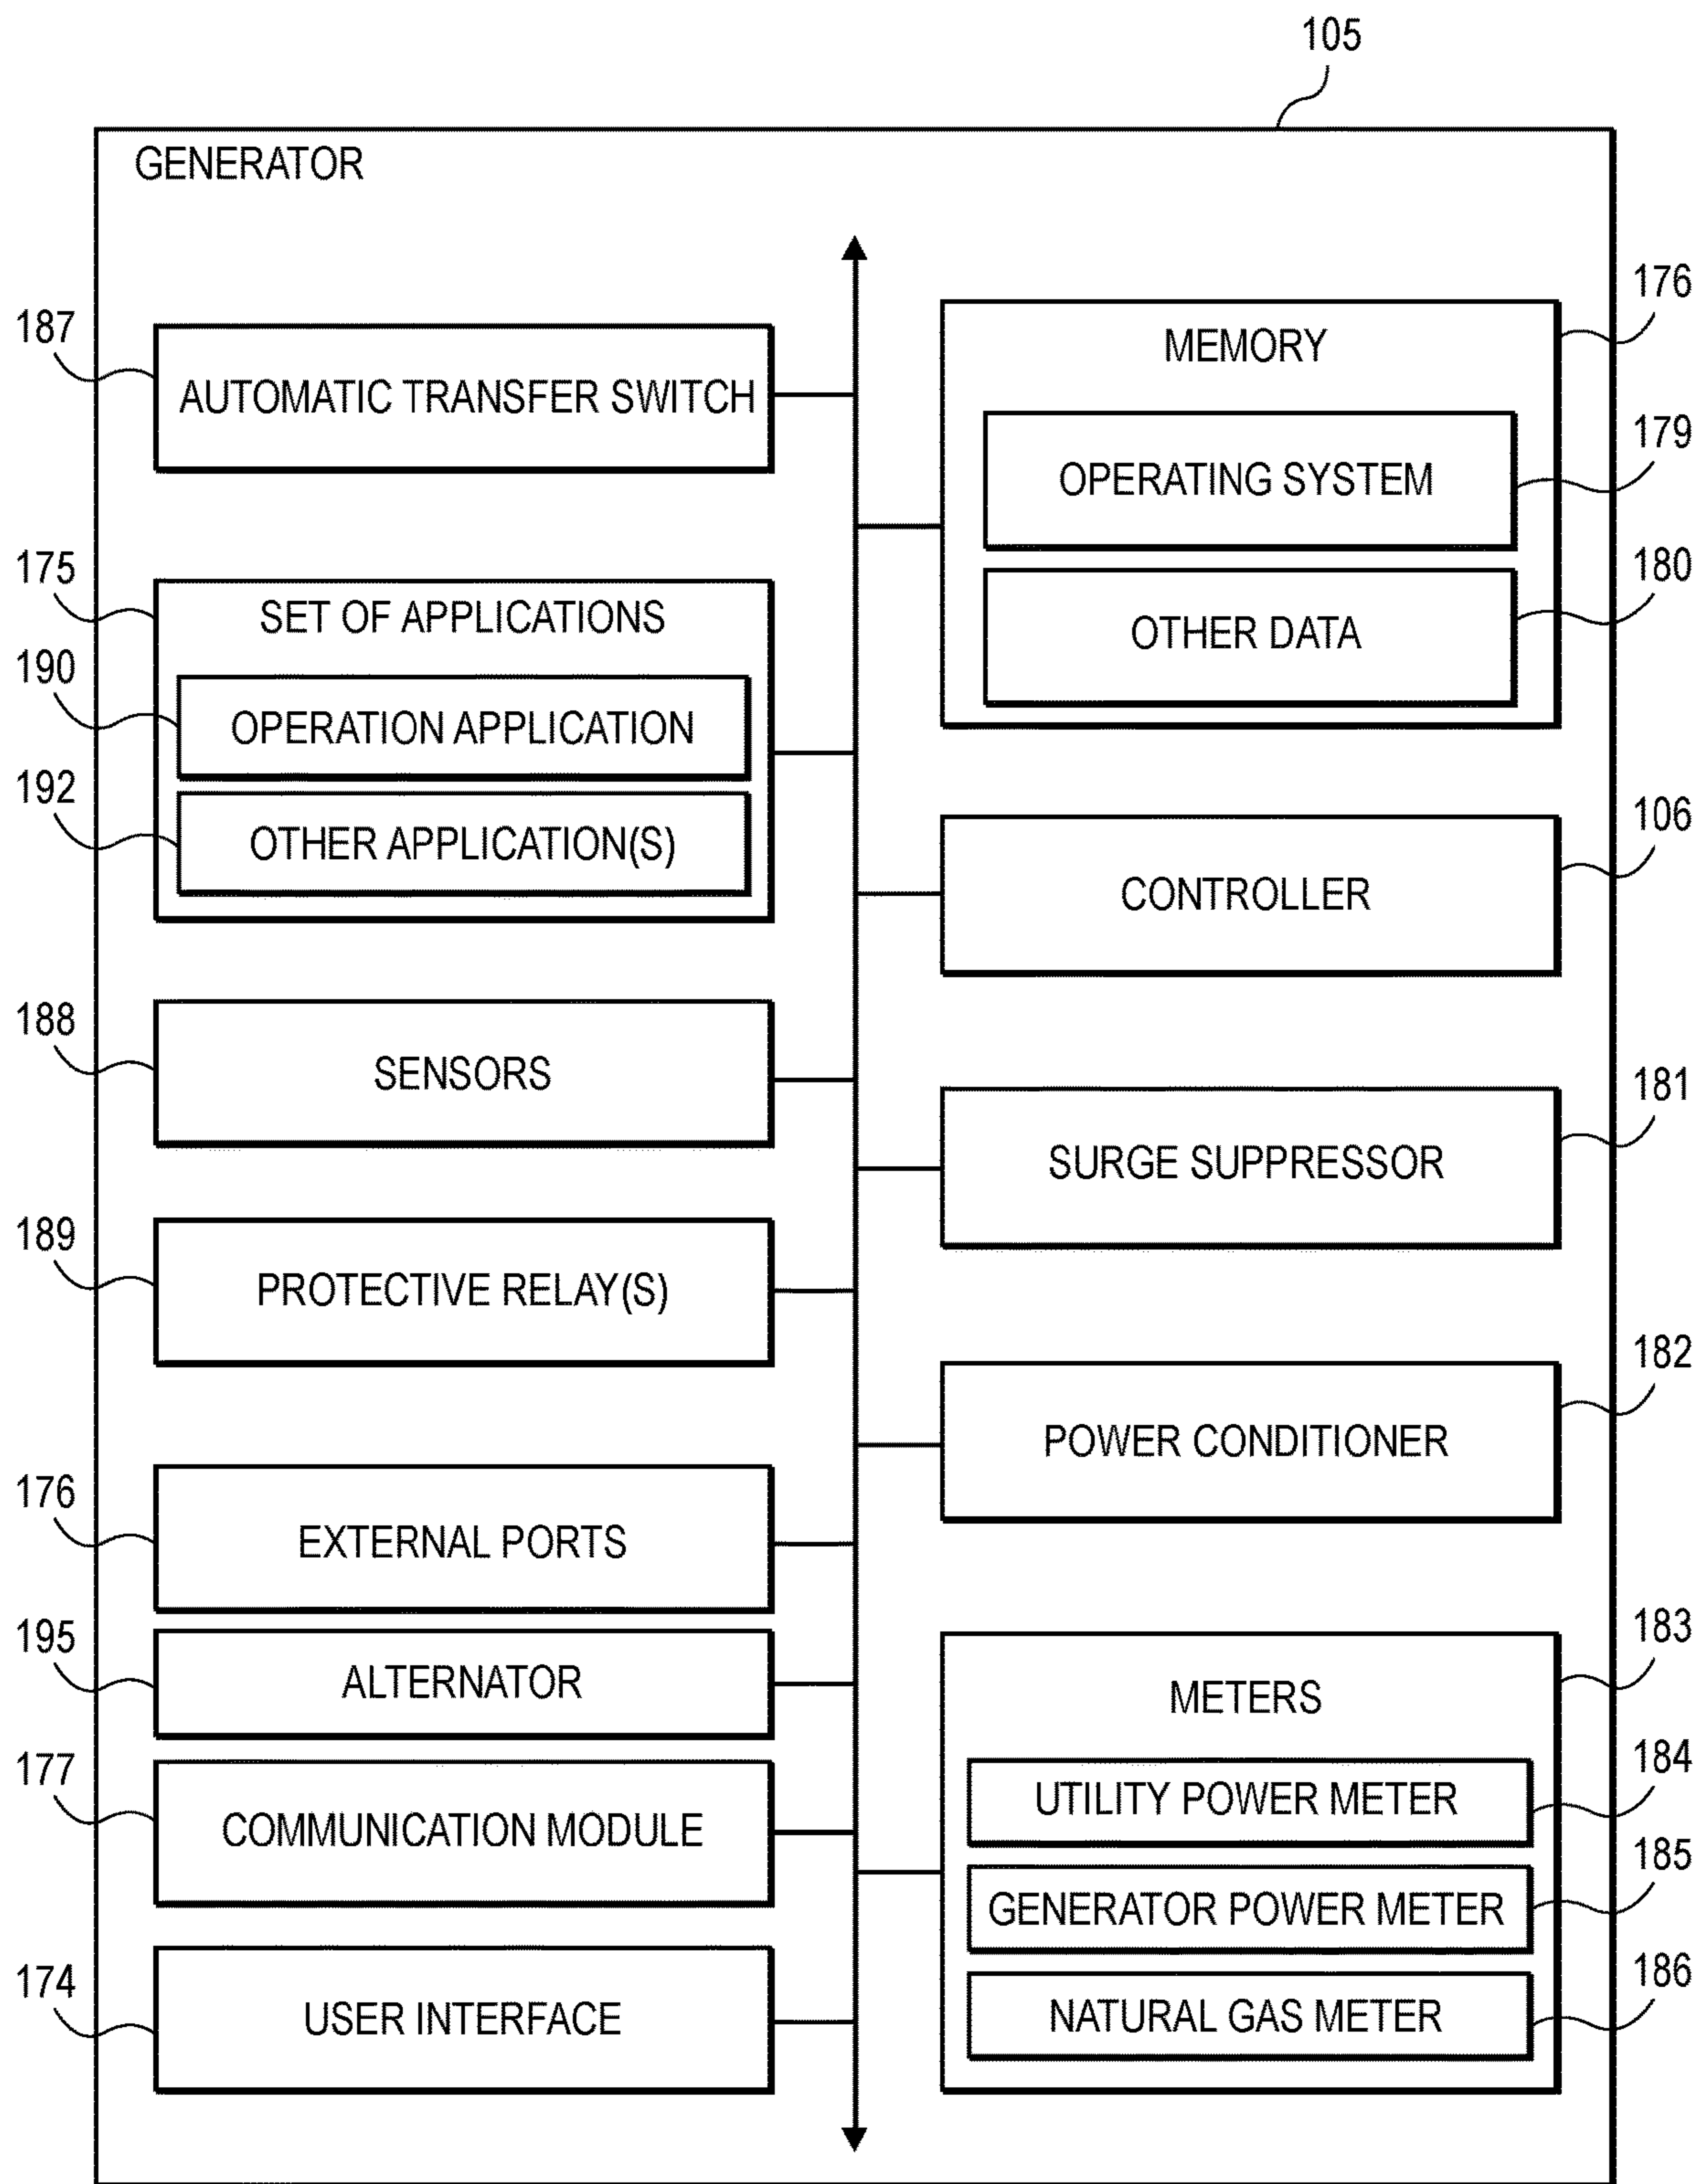 105
GENERATOR
187
AUTOMATIC TRANSFER SWITCH
175
SET OF APPLICATIONS
190
OPERATION APPLICATION
192
OTHER APPLICATION(S)
188
SENSORS
189
PROTECTIVE RELAY(S)
176
EXTERNAL PORTS
195
ALTERNATOR
177
COMMUNICATION MODULE
174
USER INTERFACE
176
MEMORY
179
OPERATING SYSTEM
180
OTHER DATA
106
CONTROLLER
181
SURGE SUPPRESSOR
182
POWER CONDITIONER
183
METERS
184
UTILITY POWER METER
185
GENERATOR POWER METER
186
NATURAL GAS METER